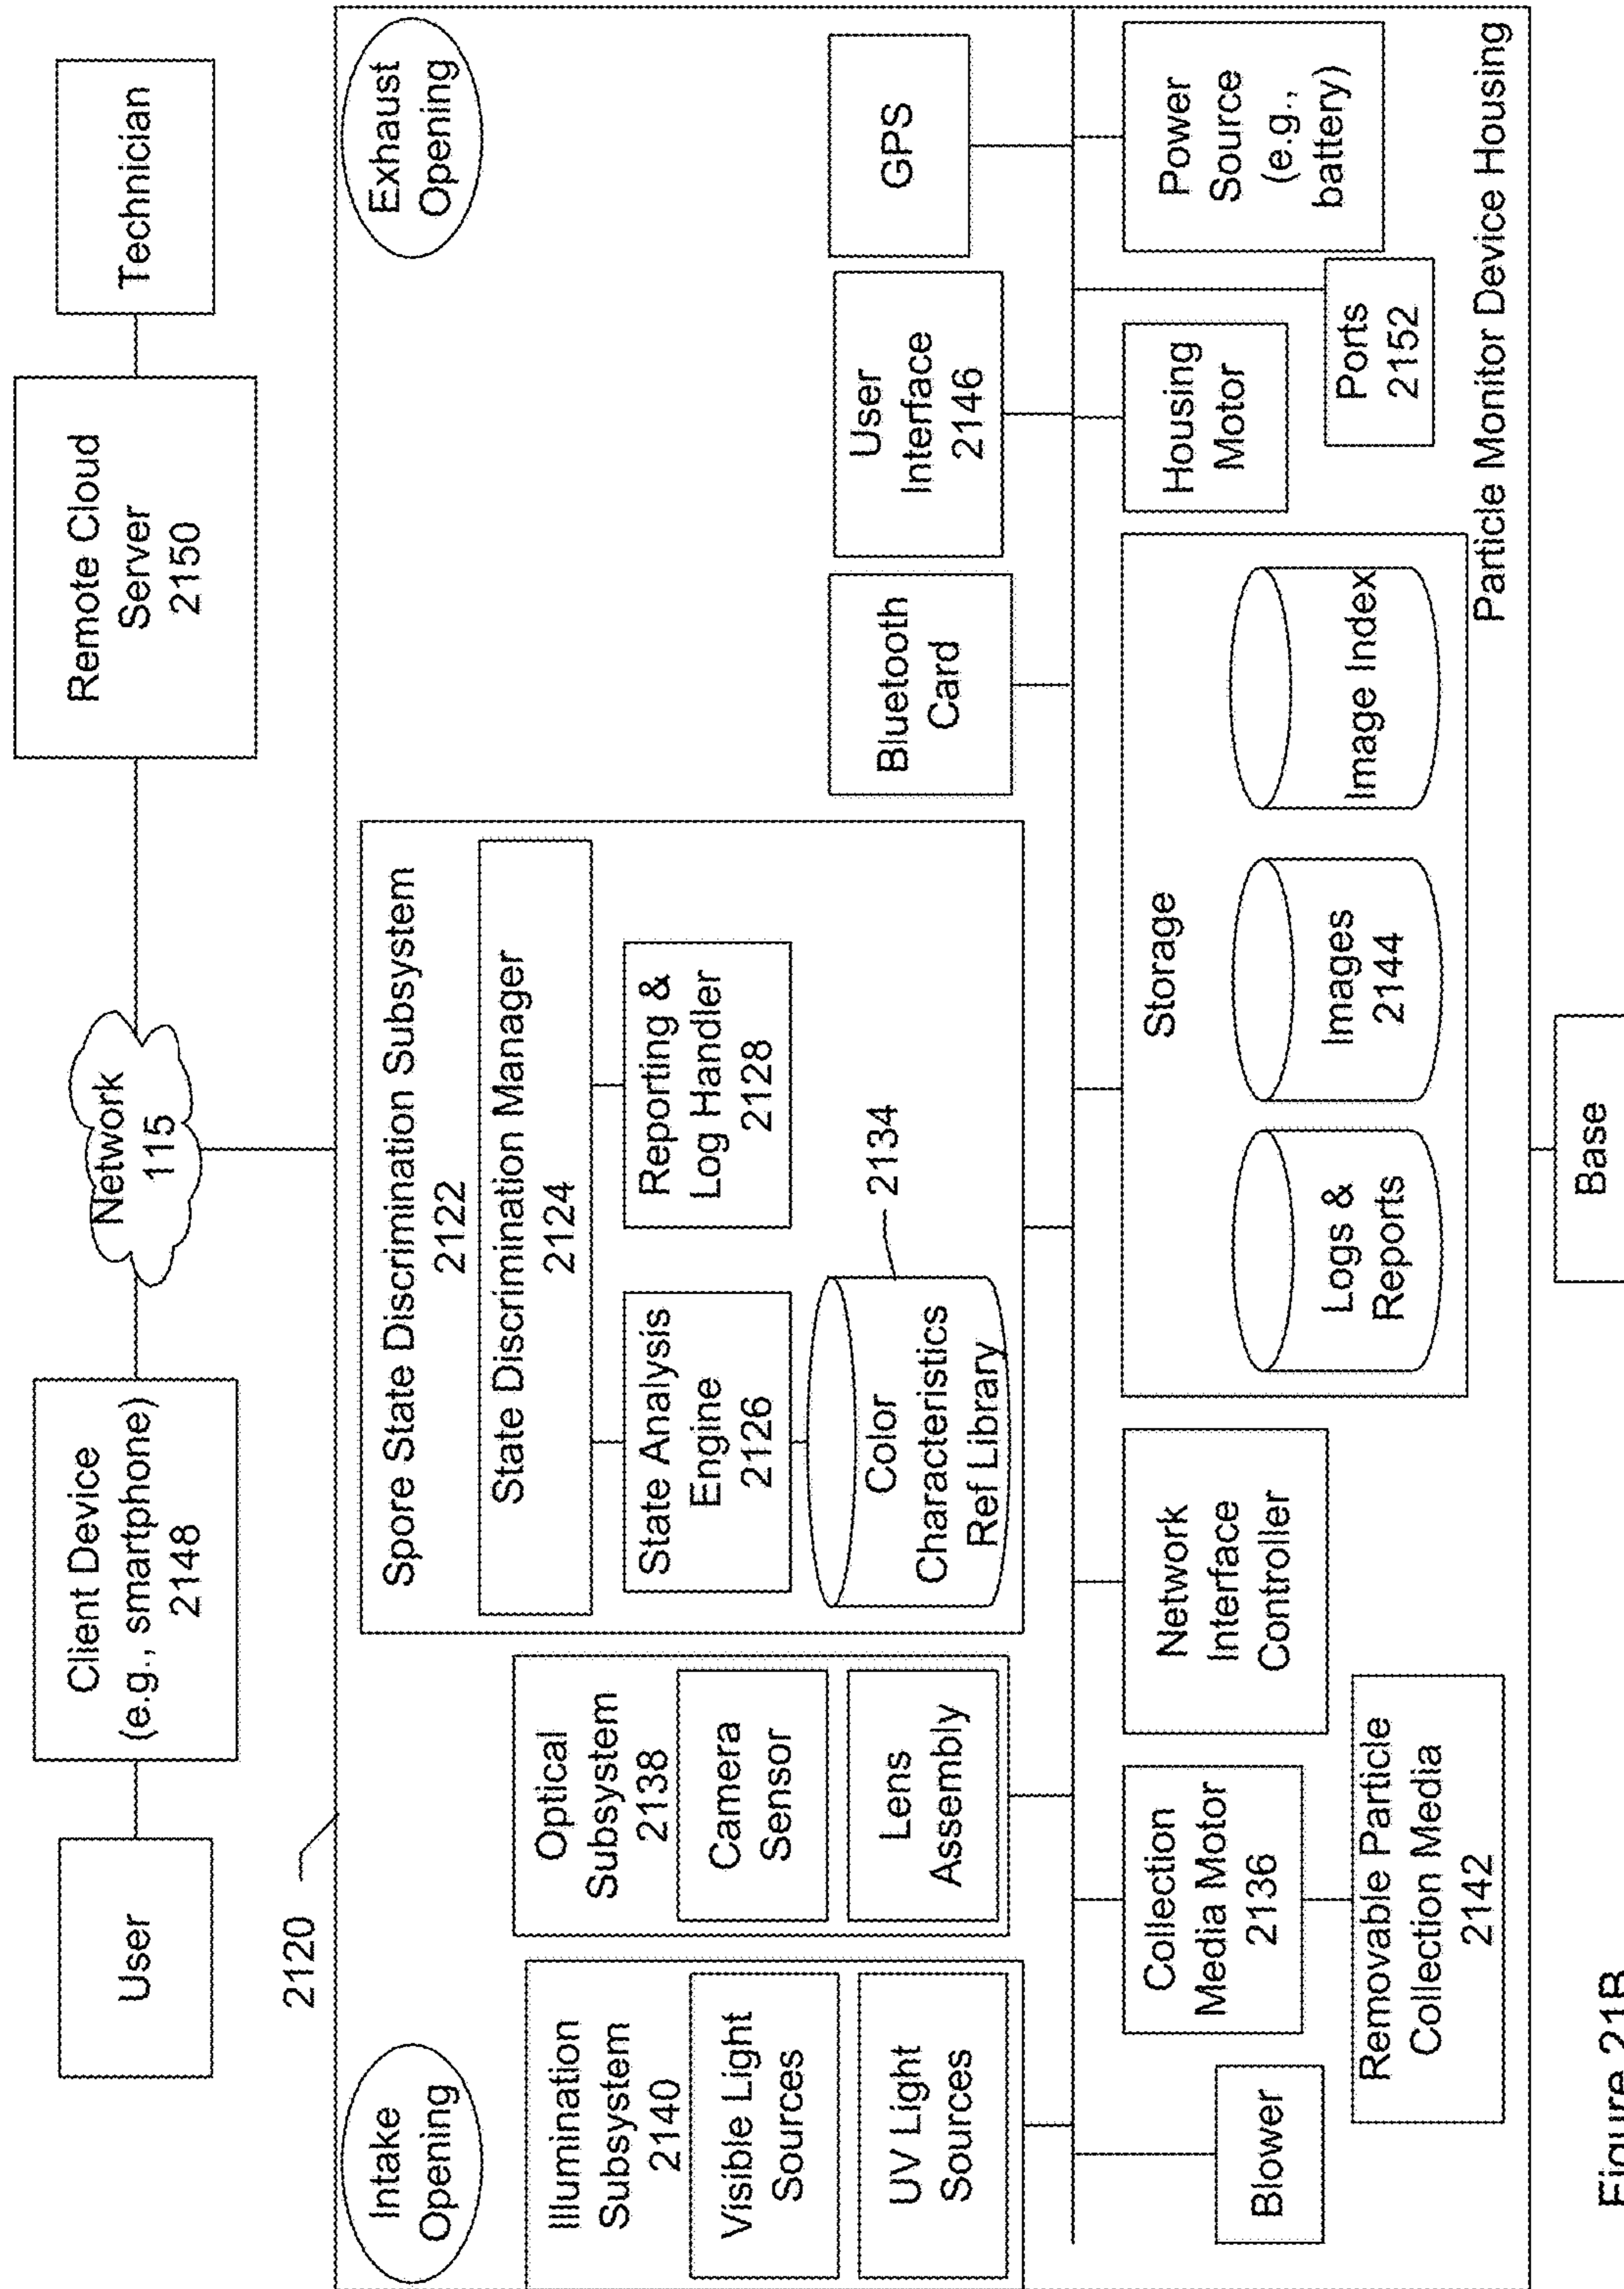 User
Client Device
(e.g., smartphone)
2148
Network
115
Remote Cloud
Server
2150
Technician
2120
Intake
Opening
Exhaust
Opening
Illumination
Subsystem
2140
Visible Light
Sources
UV Light
Sources
Optical
Subsystem
2138
Camera
Sensor
Lens
Assembly
Spore State Discrimination Subsystem
2122
State Discrimination Manager
2124
State Analysis
Engine
2126
Reporting &
Log Handler
2128
Color
Characteristics
Ref Library
2134
Bluetooth
Card
User
Interface
2146
GPS
Blower
Collection
Media Motor
2136
Removable Particle
Collection Media
2142
Network
Interface
Controller
Storage
Logs &
Reports
Images
2144
Image Index
Housing
Motor
Ports
2152
Power
Source
(e.g.,
battery)
Particle Monitor Device Housing
Base
Figure 21B